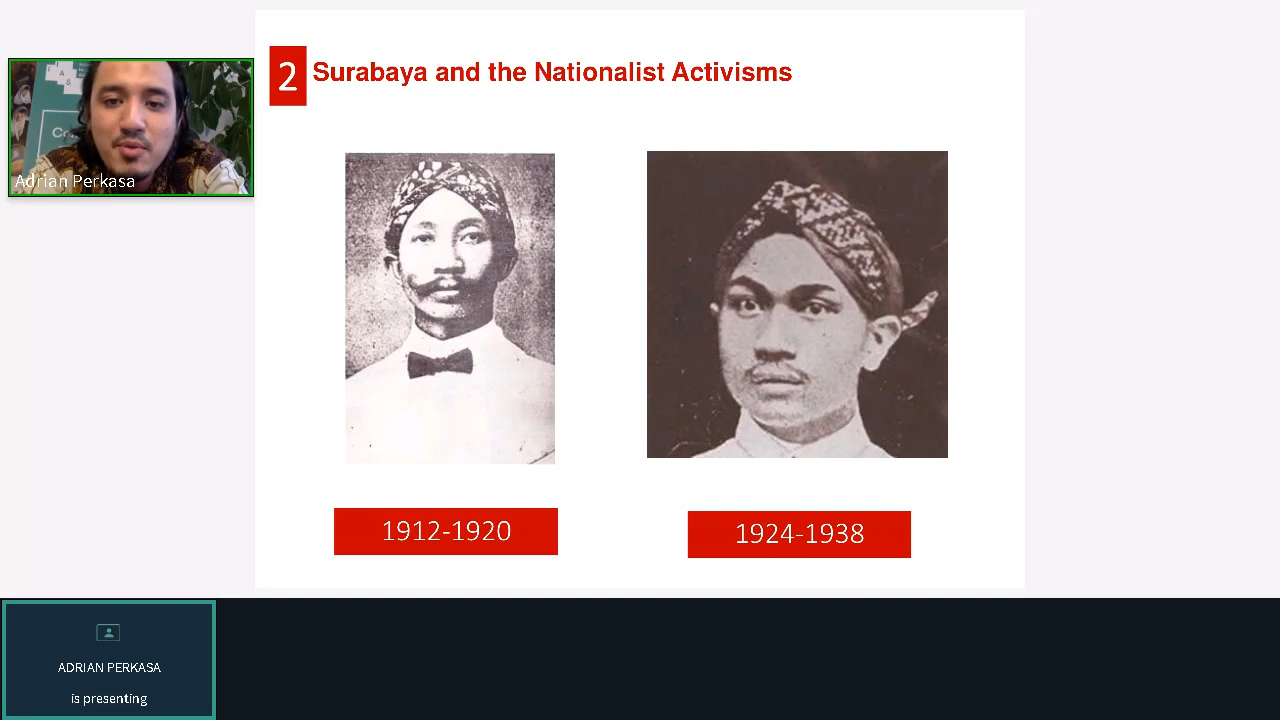 2
Surabaya and the Nationalist Activisms
Adrian Perkasa
1912-1920
1924-1938
ADRIAN PERKASA
is presenting